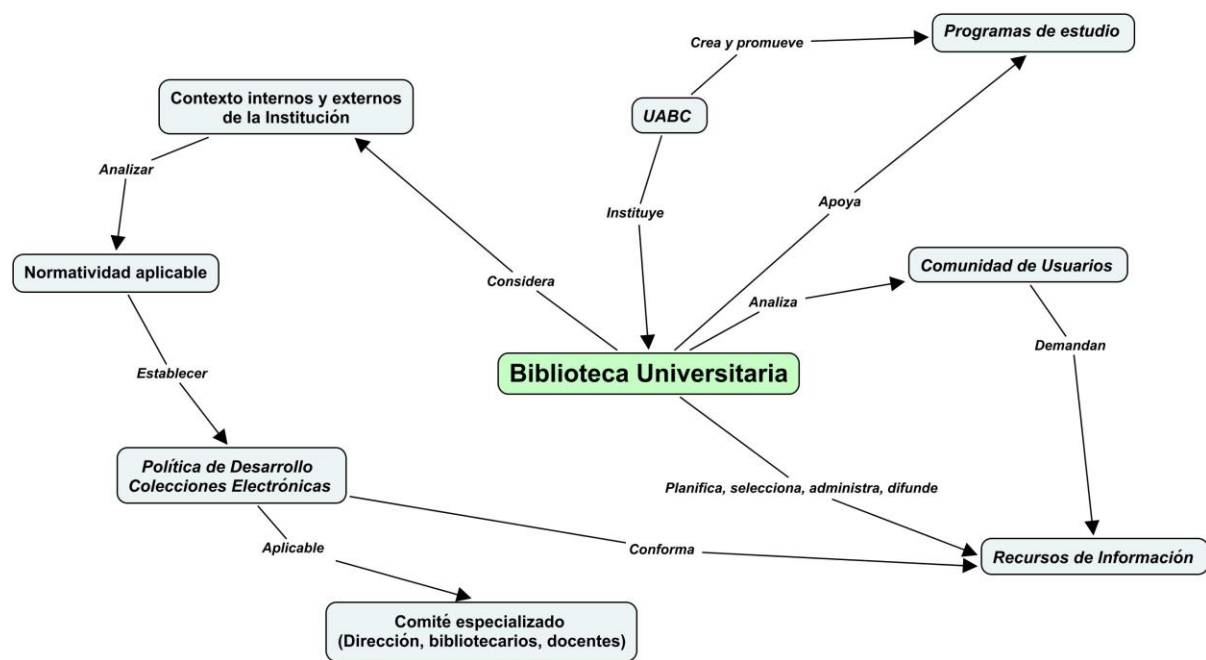 Programas de estudio
Crea y promueve
Contexto internos y externos
de la Institución
UABC
Analizar
Apoya
Instituye
Normatividad aplicable
Comunidad de Usuarios
Considera
Analiza
Demandan
Biblioteca Universitaria
Establecer
Política de Desarrollo
Colecciones Electrónicas
Planifica, selecciona, administra, difunde
Aplicable
Conforma
Recursos de Información
Comité especializado
(Dirección, bibliotecarios, docentes)